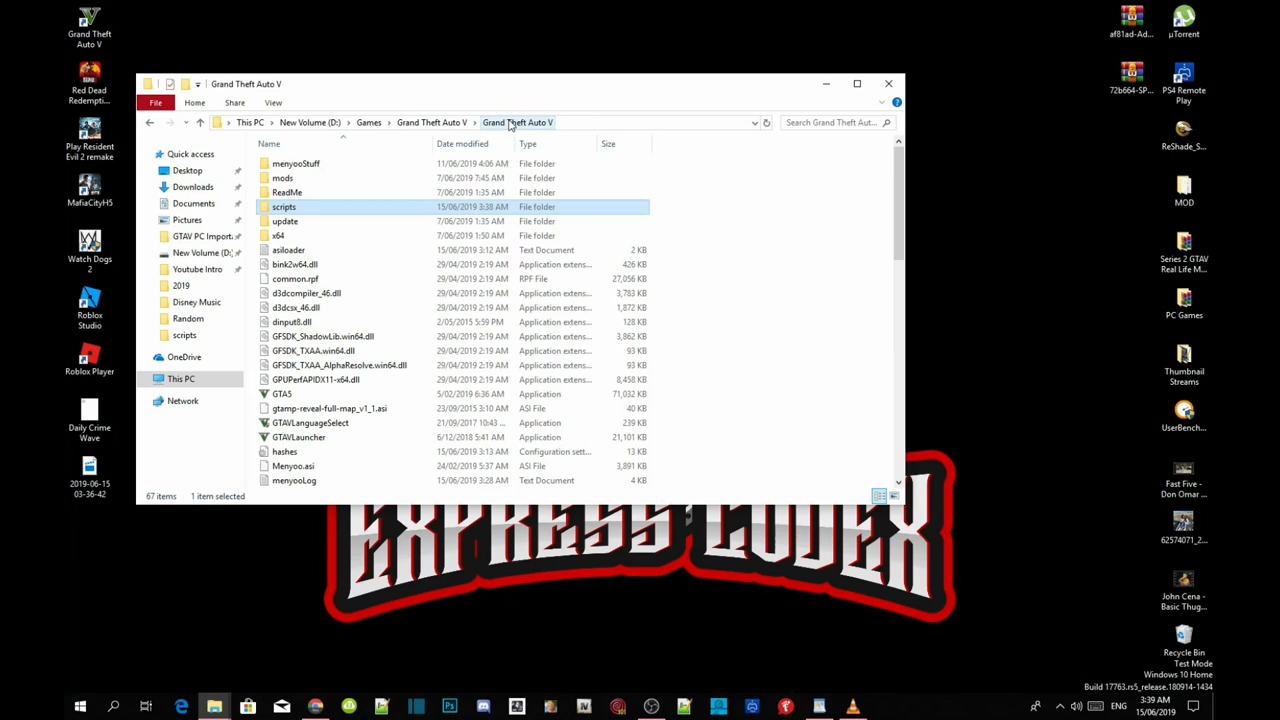 Grand Theft Auto V
Red Dead Redempti...
Resident Evil 2 remake
MafiaCityH5
Watch Dogs 2
Roblox Studio
Roblox Player
Daily Crime Wave
2019-06-15 03-36-42
Grand Theft Auto V
File Home Share View
This PC New Volume (D:) Games Grand Theft Auto V Grand Theft Auto V Search Grand Theft Aut...
Name Date modified Type Size
Quick access
Desktop
Downloads
Documents
Pictures
GTAV PC Import
New Volume (D:)
Youtube Intro
2019
Disney Music
Random
scripts
OneDrive
This PC
Network
menyooStuff 11/06/2019 4:06 AM File folder
mods 7/06/2019 7:45 AM File folder
ReadMe 7/06/2019 1:35 AM File folder
scripts 15/06/2019 3:38 AM File folder
update 7/06/2019 1:35 AM File folder
x64 7/06/2019 1:50 AM File folder
asiloader 15/06/2019 3:12 AM Text Document 2 KB
bink2w64.dll 29/04/2019 2:19 AM Application extens... 426 KB
common.rpf 29/04/2019 2:19 AM RPF File 27,056 KB
d3dcompiler_46.dll 29/04/2019 2:19 AM Application extens... 3,783 KB
d3dcsx_46.dll 29/04/2019 2:19 AM Application extens... 1,872 KB
dinput8.dll 2/05/2015 5:59 PM Application extens... 128 KB
GFSDK_ShadowLib.win64.dll 29/04/2019 2:19 AM Application extens... 3,862 KB
GFSDK_TXAA.win64.dll 29/04/2019 2:19 AM Application extens... 93 KB
GFSDK_TXAA_AlphaResolve.win64.dll 29/04/2019 2:19 AM Application extens... 93 KB
GPUPerfAPIDX11-x64.dll 29/04/2019 2:19 AM Application extens... 8,458 KB
GTA5 5/02/2019 6:36 AM Application 71,032 KB
gtamp-reveal-full-map_v1_1.asi 23/09/2015 3:10 AM ASI File 40 KB
GTAVLanguageSelect 21/09/2017 10:43 ... Application 239 KB
GTAVLauncher 6/12/2018 5:41 AM Application 21,101 KB
hashes 15/06/2019 3:13 AM Configuration sett... 13 KB
Menyoo.asi 24/02/2019 5:37 AM ASI File 3,891 KB
menyooLog 15/06/2019 3:28 AM Text Document 4 KB
67 items 1 item selected
EXPRESS CODEX
af81ad-Ad...
µTorrent
72b664-SP...
PS4 Remote Play
ReShade_S...
MOD
Series 2 GTAV Real Life M...
PC Games
Thumbnail Streams
UserBench...
Fast Five - Don Omar ...
62574071_2...
John Cena - Basic Thug...
Recycle Bin
Test Mode
Windows 10 Home
Build 17763.rs5_release.180914-1434
ENG
3:39 AM
15/06/2019